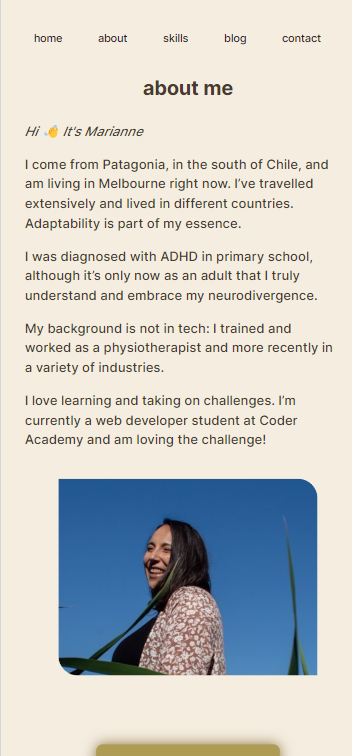 home about skills blog contact
about me
Hi 👋 It's Marianne
I come from Patagonia, in the south of Chile, and
am living in Melbourne right now. I’ve travelled
extensively and lived in different countries.
Adaptability is part of my essence.
I was diagnosed with ADHD in primary school,
although it’s only now as an adult that I truly
understand and embrace my neurodivergence.
My background is not in tech: I trained and
worked as a physiotherapist and more recently in
a variety of industries.
I love learning and taking on challenges. I’m
currently a web developer student at Coder
Academy and am loving the challenge!